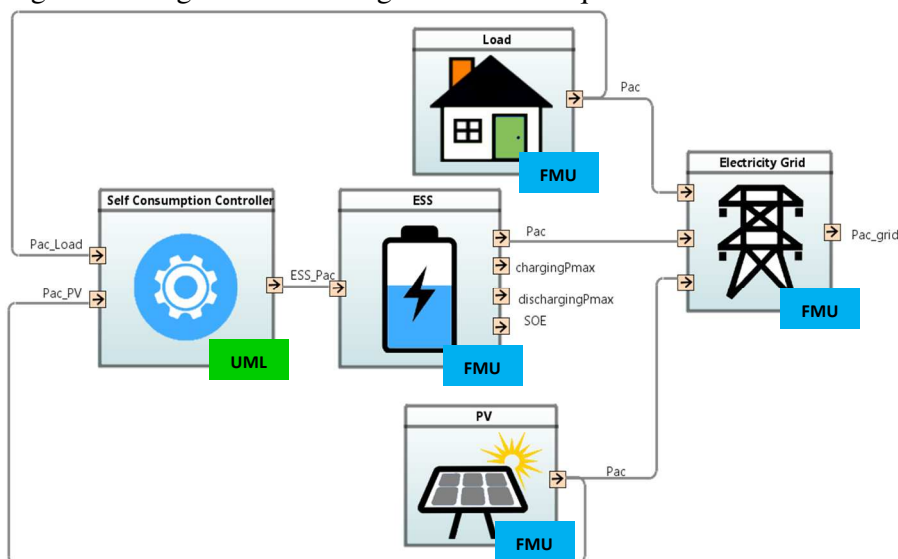 Load
Pac
FMU
Electricity Grid
Self Consumption Controller
ESS
Pac_Load
Pac
Pac_grid
chargingPmax
ESS_Pac
Pac_PV
dischargingPmax
SOE
FMU
UML
FMU
PV
Pac
FMU